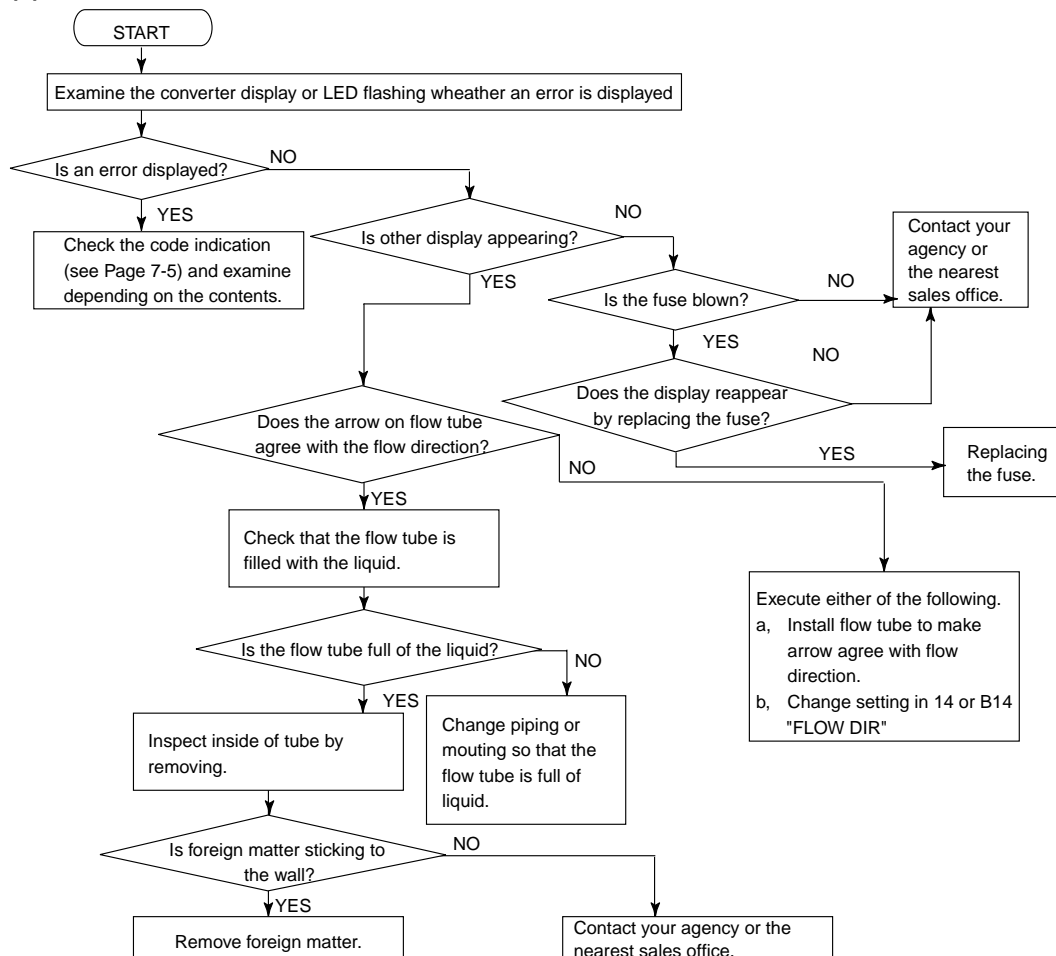 START
Examine the converter display or LED flashing wheather an error is displayed
Is an error displayed?
NO
YES
Check the code indication
(see Page 7-5) and examine
depending on the contents.
Is other display appearing?
NO
YES
Is the fuse blown?
NO
YES
Contact your
agency or
the nearest
sales office.
Does the display reappear
by replacing the fuse?
NO
YES
Replacing
the fuse.
Does the arrow on flow tube
agree with the flow direction?
NO
YES
Execute either of the following.
a, Install flow tube to make
arrow agree with flow
direction.
b, Change setting in 14 or B14
"FLOW DIR"
Check that the flow tube is
filled with the liquid.
Is the flow tube full of the liquid?
NO
YES
Change piping or
mouting so that the
flow tube is full of
liquid.
Inspect inside of tube by
removing.
Is foreign matter sticking to
the wall?
NO
YES
Remove foreign matter.
Contact your agency or the
nearest sales office.